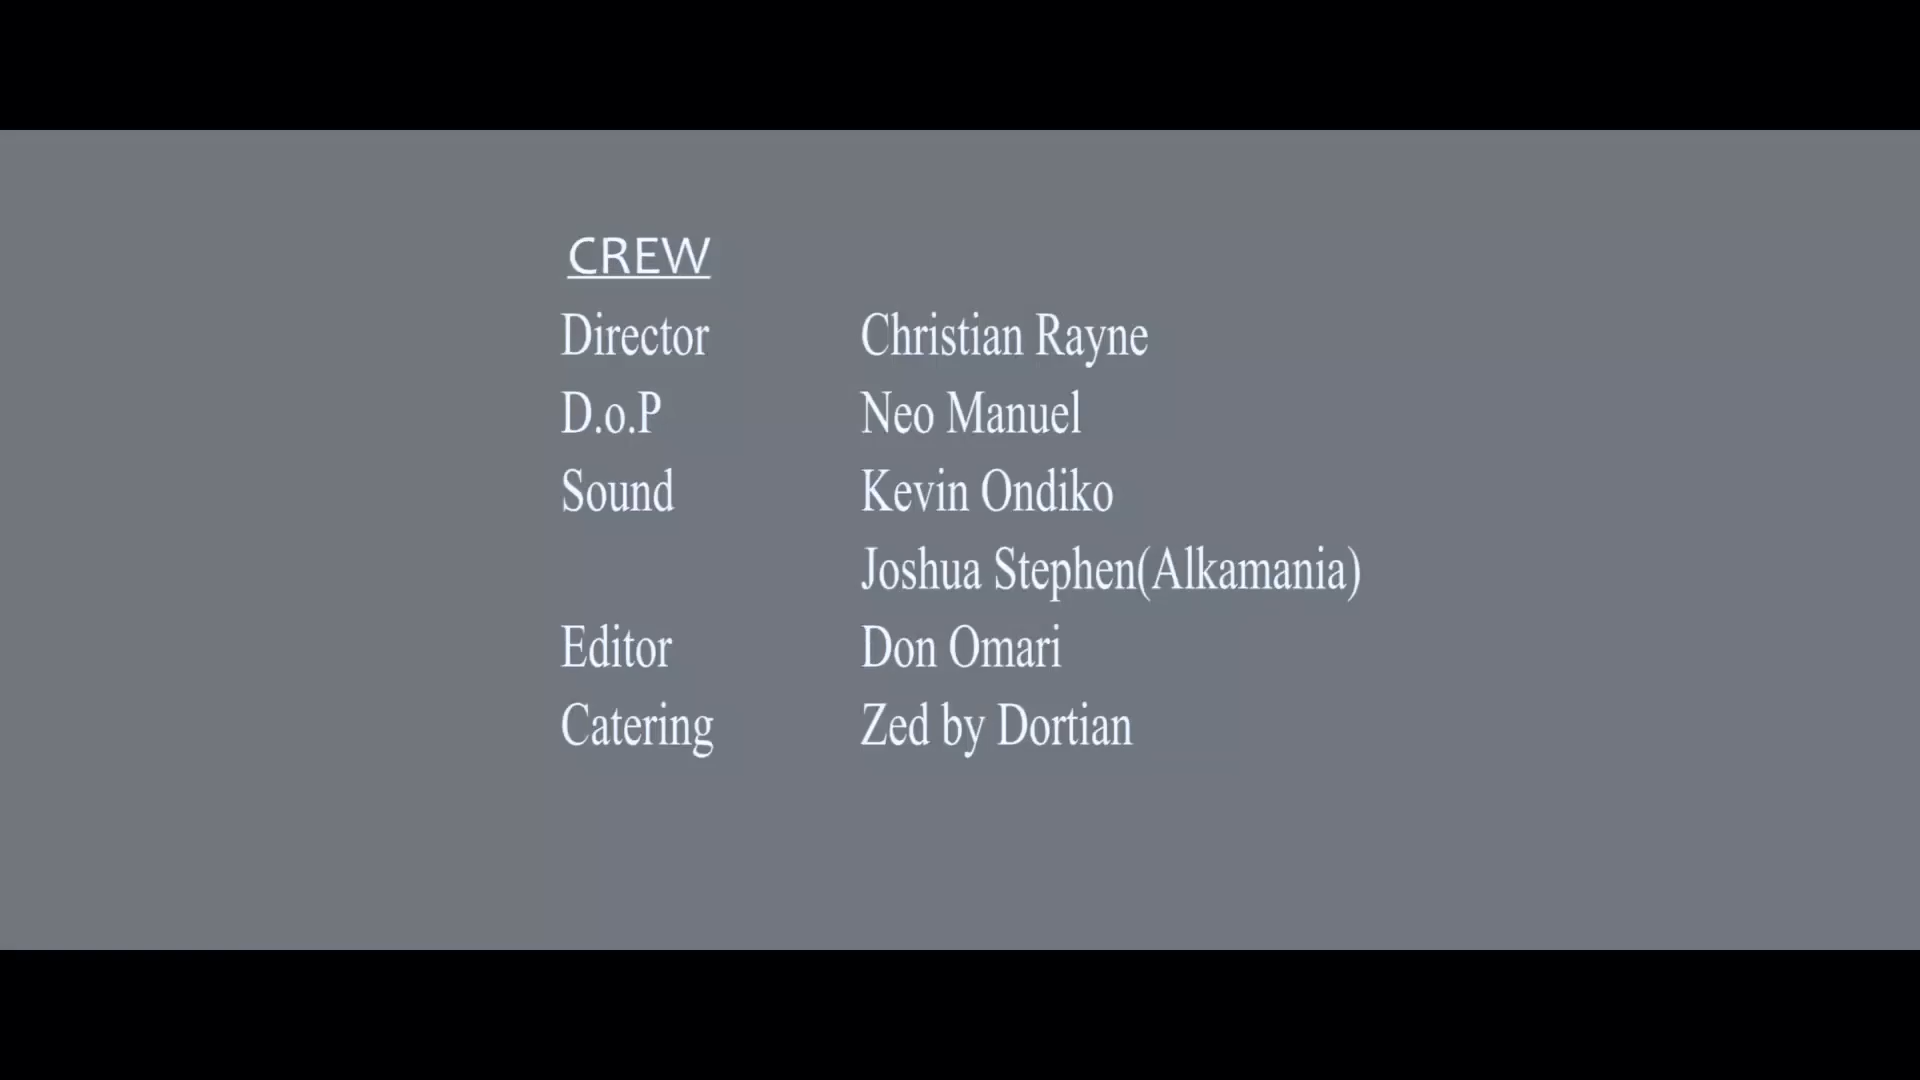 CREW
Director Christian Rayne
D.o.P Neo Manuel
Sound Kevin Ondiko
Joshua Stephen(Alkamania)
Editor Don Omari
Catering Zed by Dortian